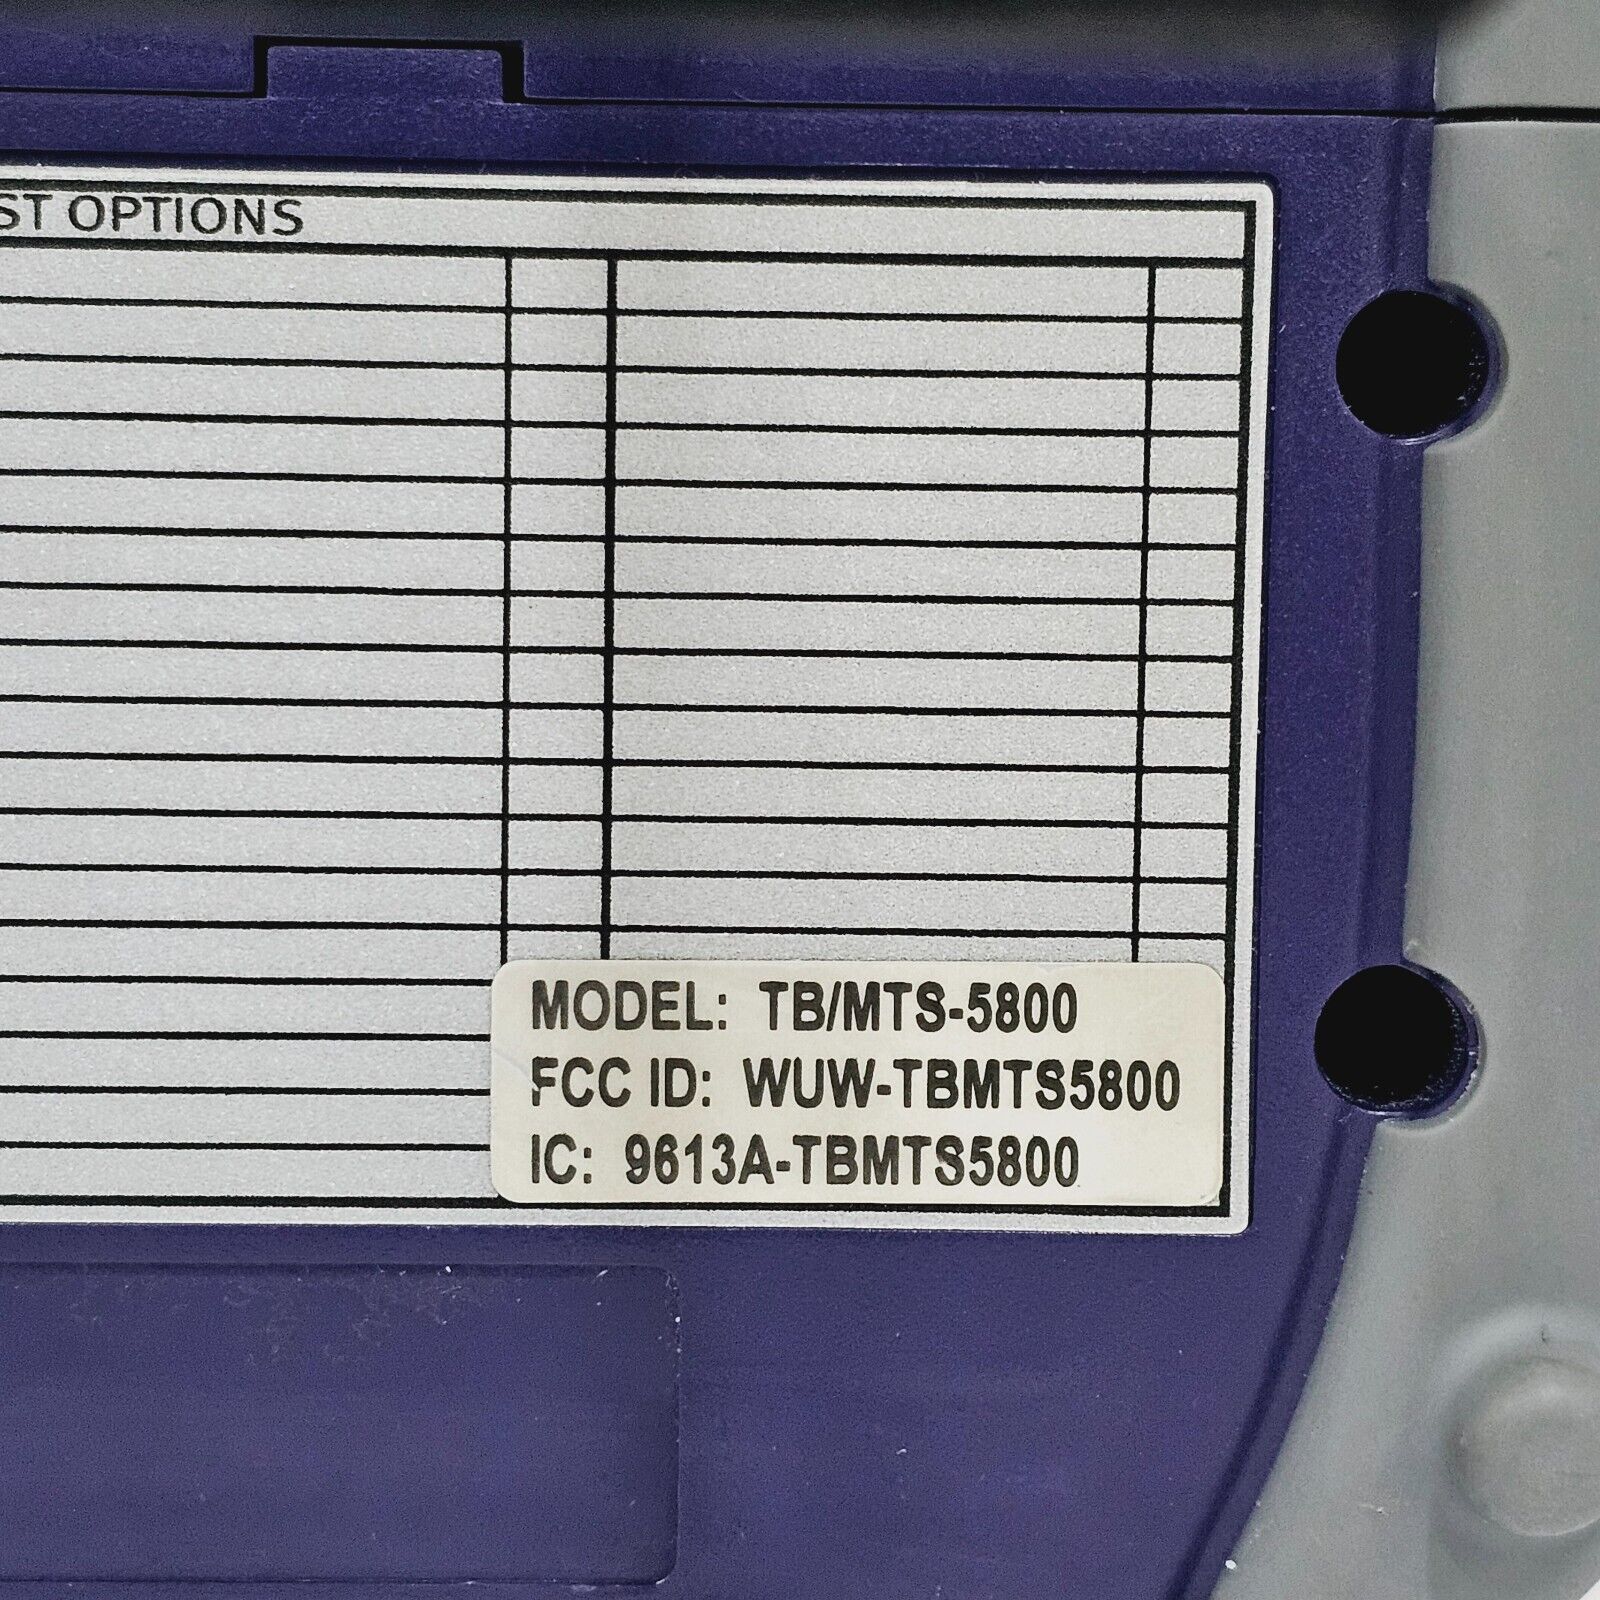 ST OPTIONS
MODEL: TB/MTS-5800
FCC ID: WUW-TBMTS5800
IC: 9613A-TBMTS5800